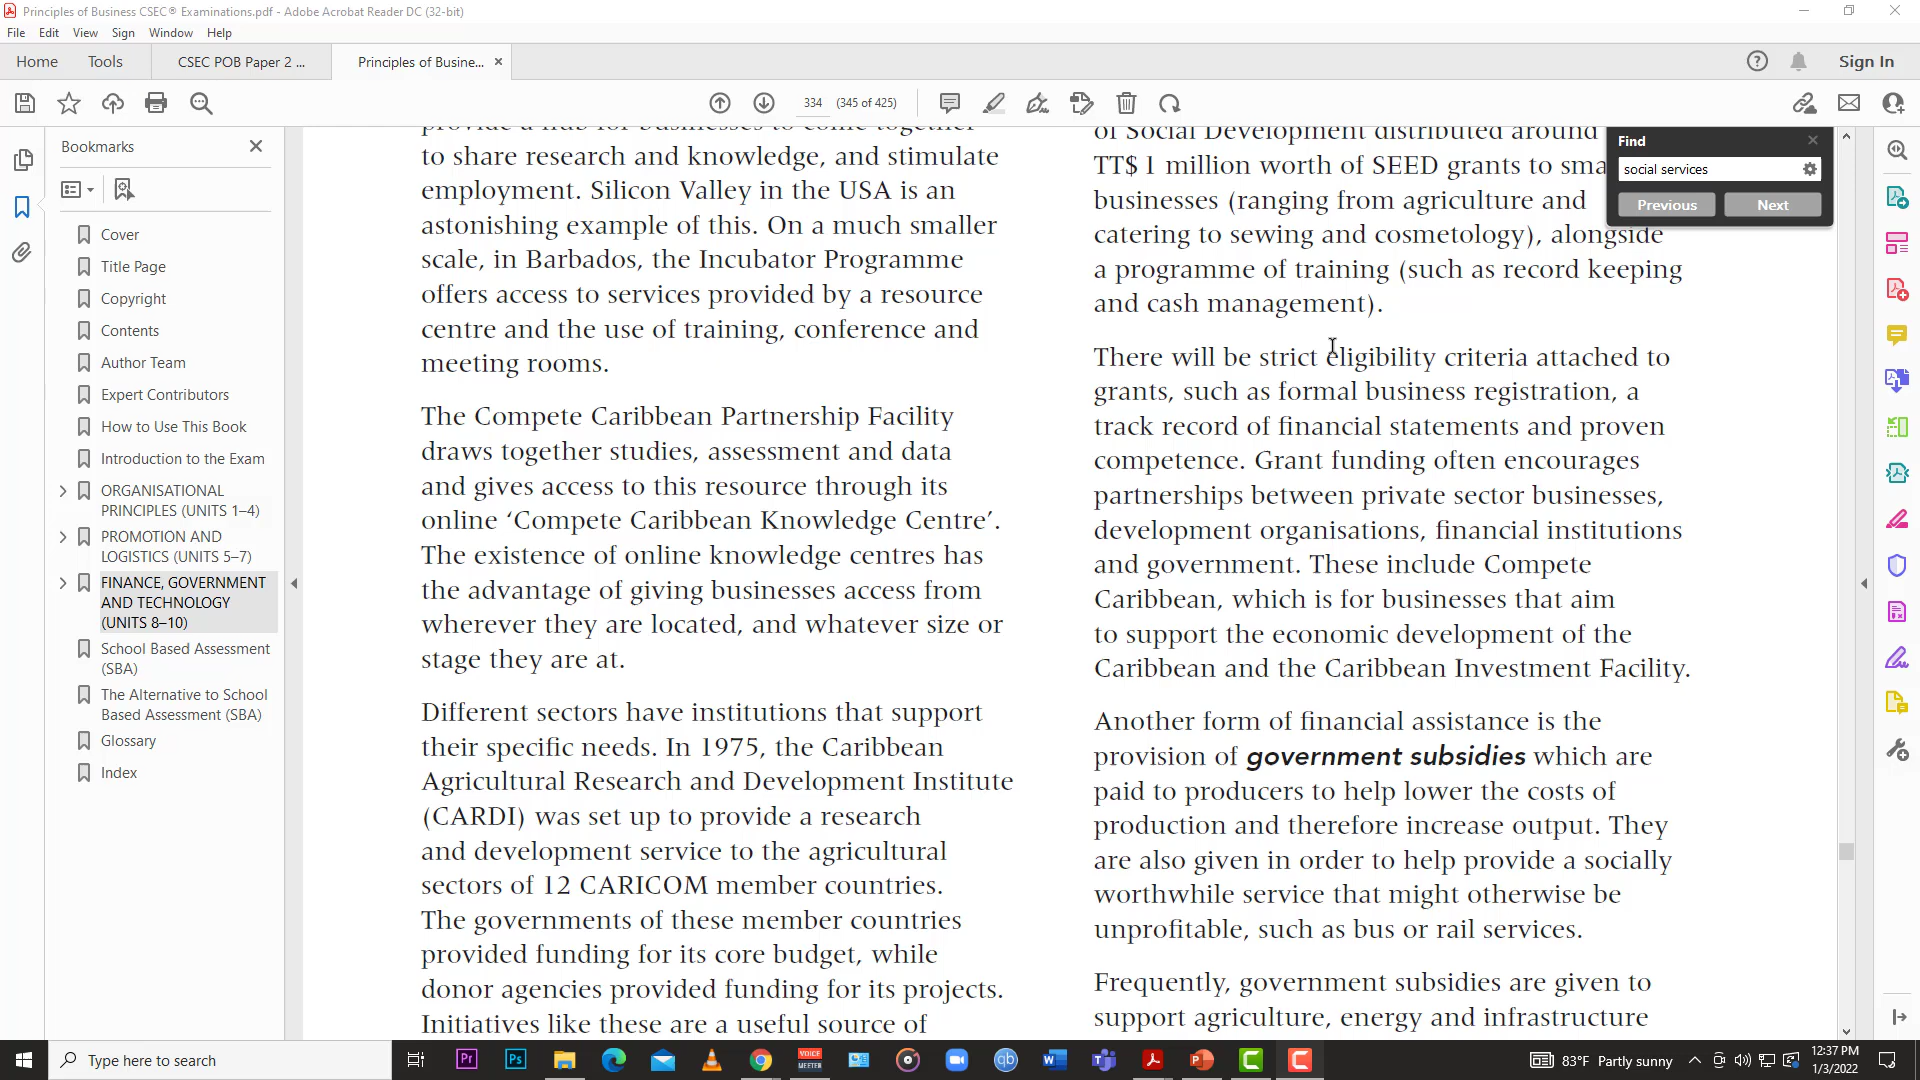 Principles of Business CSEC® Examinations.pdf - Adobe Acrobat Reader DC (32-bit)
File Edit View Sign Window Help
Home Tools CSEC POB Paper 2 ... Principles of Busine... Sign In
334 (345 of 425)
Bookmarks
Cover
Title Page
Copyright
Contents
Author Team
Expert Contributors
How to Use This Book
Introduction to the Exam
ORGANISATIONAL
PRINCIPLES (UNITS 1–4)
PROMOTION AND
LOGISTICS (UNITS 5–7)
FINANCE, GOVERNMENT
AND TECHNOLOGY
(UNITS 8–10)
School Based Assessment
(SBA)
The Alternative to School
Based Assessment (SBA)
Glossary
Index
provide a hub for businesses to come together
to share research and knowledge, and stimulate
employment. Silicon Valley in the USA is an
astonishing example of this. On a much smaller
scale, in Barbados, the Incubator Programme
offers access to services provided by a resource
centre and the use of training, conference and
meeting rooms.
The Compete Caribbean Partnership Facility
draws together studies, assessment and data
and gives access to this resource through its
online ‘Compete Caribbean Knowledge Centre’.
The existence of online knowledge centres has
the advantage of giving businesses access from
wherever they are located, and whatever size or
stage they are at.
Different sectors have institutions that support
their specific needs. In 1975, the Caribbean
Agricultural Research and Development Institute
(CARDI) was set up to provide a research
and development service to the agricultural
sectors of 12 CARICOM member countries.
The governments of these member countries
provided funding for its core budget, while
donor agencies provided funding for its projects.
Initiatives like these are a useful source of
of Social Development distributed around
TT$ 1 million worth of SEED grants to sma
businesses (ranging from agriculture and
catering to sewing and cosmetology), alongside
a programme of training (such as record keeping
and cash management).
There will be strict eligibility criteria attached to
grants, such as formal business registration, a
track record of financial statements and proven
competence. Grant funding often encourages
partnerships between private sector businesses,
development organisations, financial institutions
and government. These include Compete
Caribbean, which is for businesses that aim
to support the economic development of the
Caribbean and the Caribbean Investment Facility.
Another form of financial assistance is the
provision of government subsidies which are
paid to producers to help lower the costs of
production and therefore increase output. They
are also given in order to help provide a socially
worthwhile service that might otherwise be
unprofitable, such as bus or rail services.
Frequently, government subsidies are given to
support agriculture, energy and infrastructure
Find
social services
Previous Next
Type here to search
Pr
Ps
VOICE
MEETER
qb
83°F Partly sunny
12:37 PM
1/3/2022